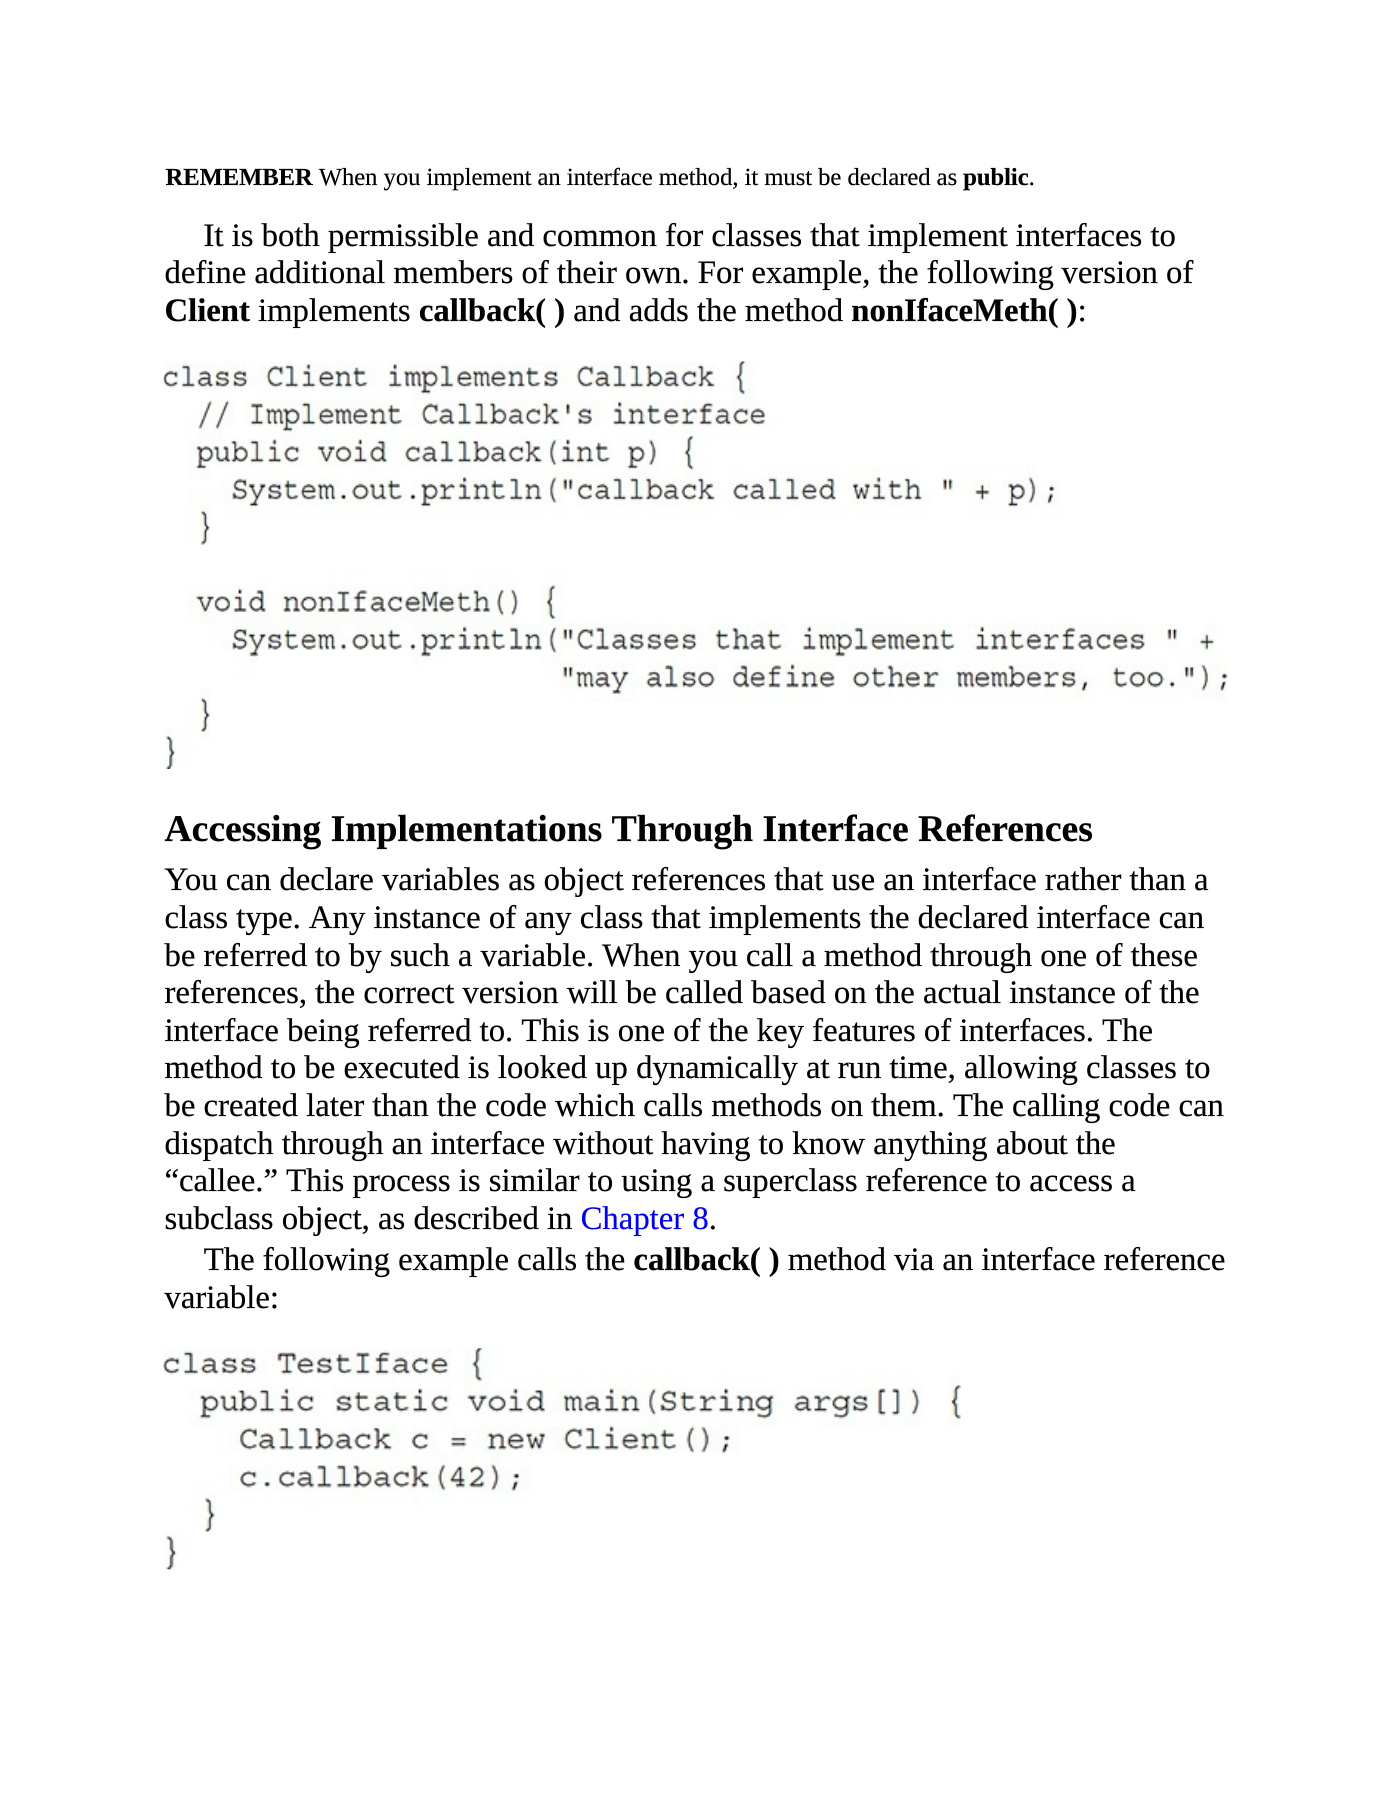 REMEMBER When you implement an interface method, it must be declared as public.
It is both permissible and common for classes that implement interfaces to
define additional members of their own. For example, the following version of
Client implements callback( ) and adds the method nonIfaceMeth( ):
class Client implements Callback {
  // Implement Callback's interface
  public void callback(int p) {
    System.out.println("callback called with " + p);
  }

  void nonIfaceMeth() {
    System.out.println("Classes that implement interfaces " +
                       "may also define other members, too.");
  }
}
Accessing Implementations Through Interface References
You can declare variables as object references that use an interface rather than a
class type. Any instance of any class that implements the declared interface can
be referred to by such a variable. When you call a method through one of these
references, the correct version will be called based on the actual instance of the
interface being referred to. This is one of the key features of interfaces. The
method to be executed is looked up dynamically at run time, allowing classes to
be created later than the code which calls methods on them. The calling code can
dispatch through an interface without having to know anything about the
“callee.” This process is similar to using a superclass reference to access a
subclass object, as described in Chapter 8.
The following example calls the callback( ) method via an interface reference
variable:
class TestIface {
  public static void main(String args[]) {
    Callback c = new Client();
    c.callback(42);
  }
}